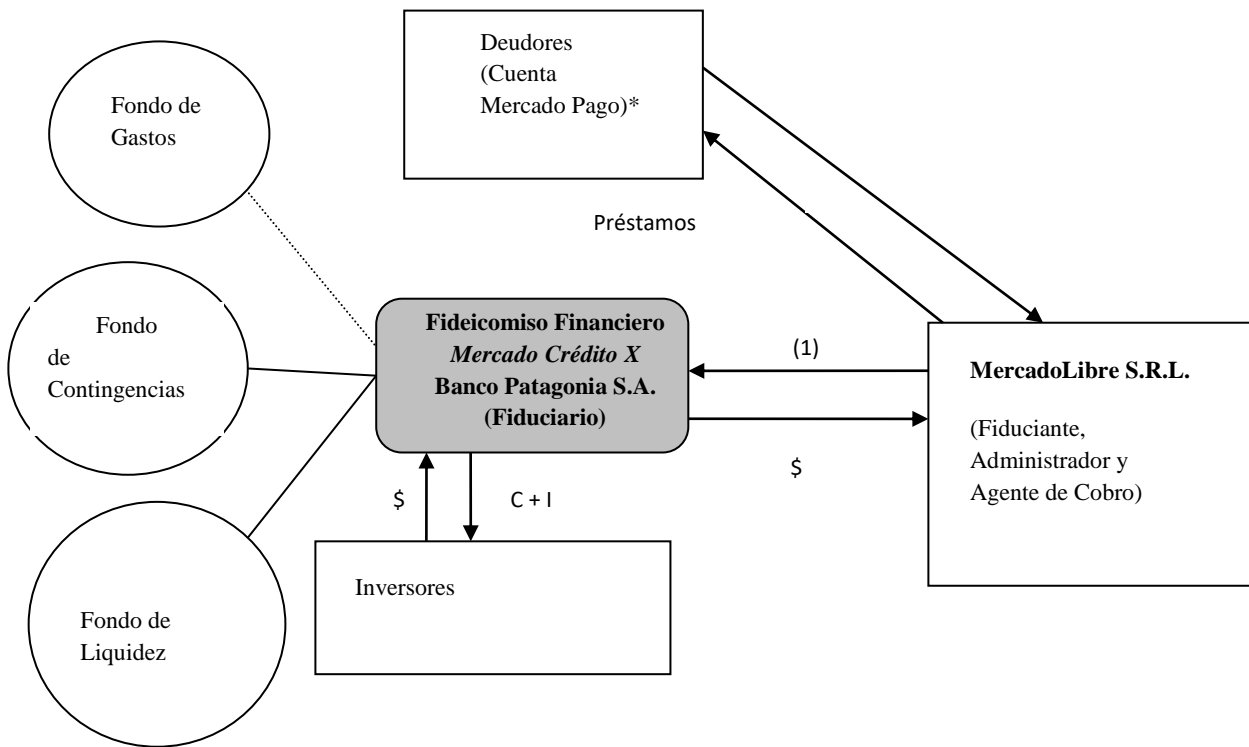 Deudores
(Cuenta
Mercado Pago)*
Fondo de
Gastos
Préstamos
Fondo
de
Contingencias
Fideicomiso Financiero
Mercado Crédito X
Banco Patagonia S.A.
(Fiduciario)
(1)
$
MercadoLibre S.R.L.
(Fiduciante,
Administrador y
Agente de Cobro)
$
C + I
Inversores
Fondo de
Liquidez